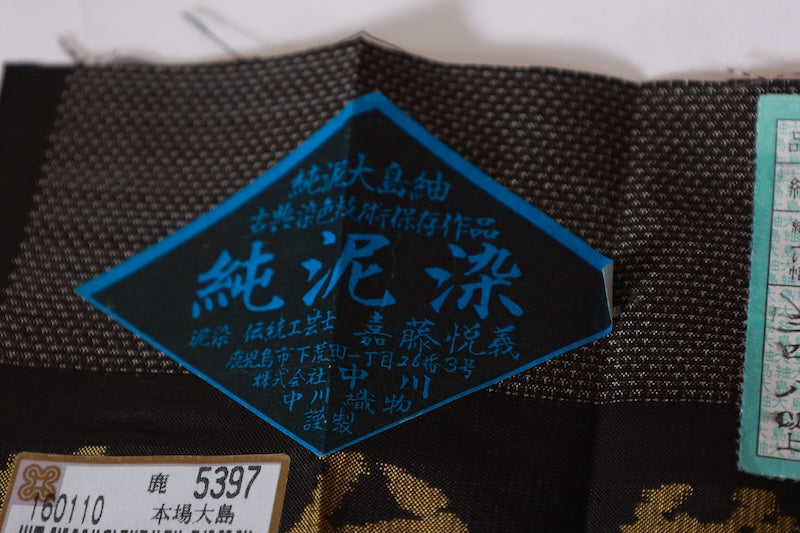 純泥大島紬
古典染色技術保存作品
純泥染
泥染 伝統工芸士 嘉藤悦義
鹿児島市下荒田一丁目26番3号
株式会社 中川
中川織物
謹製
鹿 5397
160110 本場大島
品